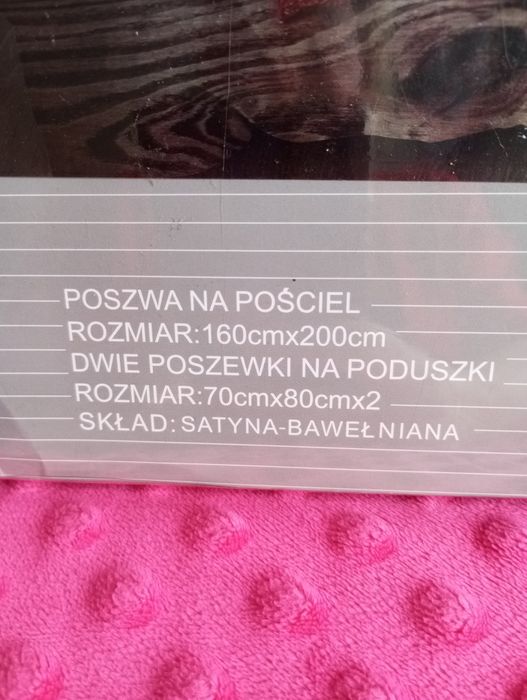 POSZWA NA POŚCIEL
ROZMIAR:160cmx200cm
DWIE POSZEWKI NA PODUSZKI
ROZMIAR:70cmx80cmx2
SKŁAD: SATYNA-BAWEŁNIANA